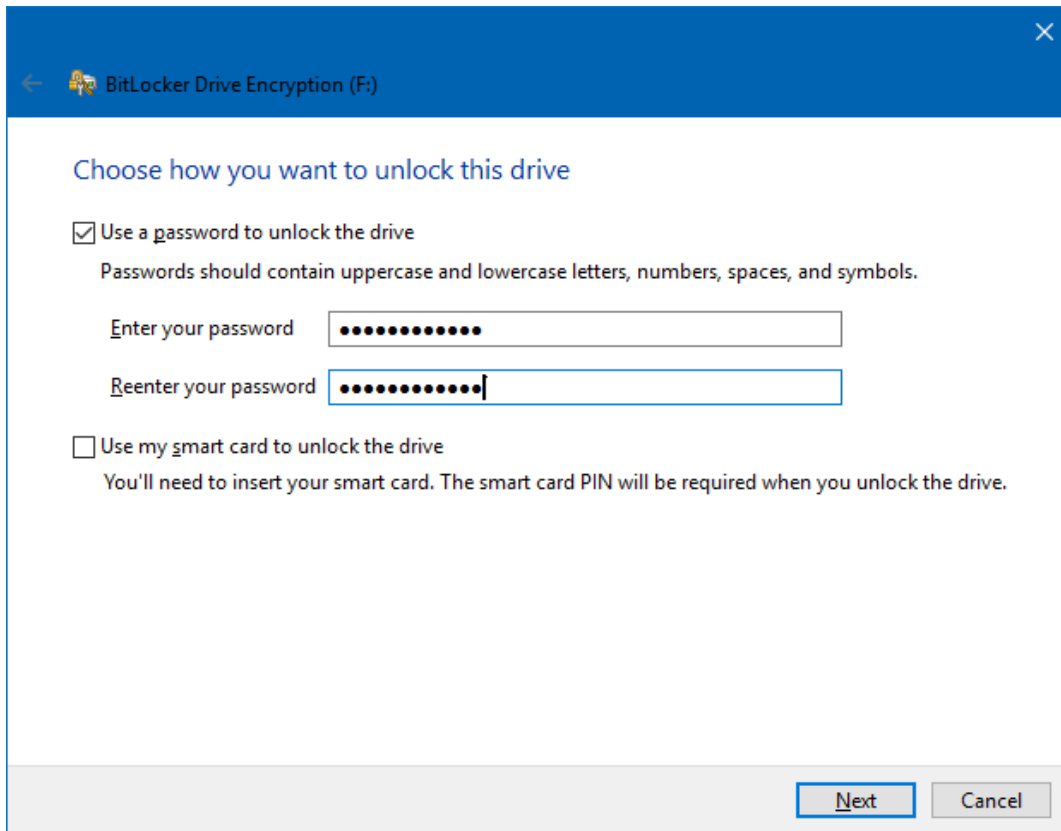 BitLocker Drive Encryption (F:)
Choose how you want to unlock this drive
Use a password to unlock the drive
Passwords should contain uppercase and lowercase letters, numbers, spaces, and symbols.
Enter your password ●●●●●●●●●●●●
Reenter your password ●●●●●●●●●●●●
Use my smart card to unlock the drive
You'll need to insert your smart card. The smart card PIN will be required when you unlock the drive.
Next Cancel